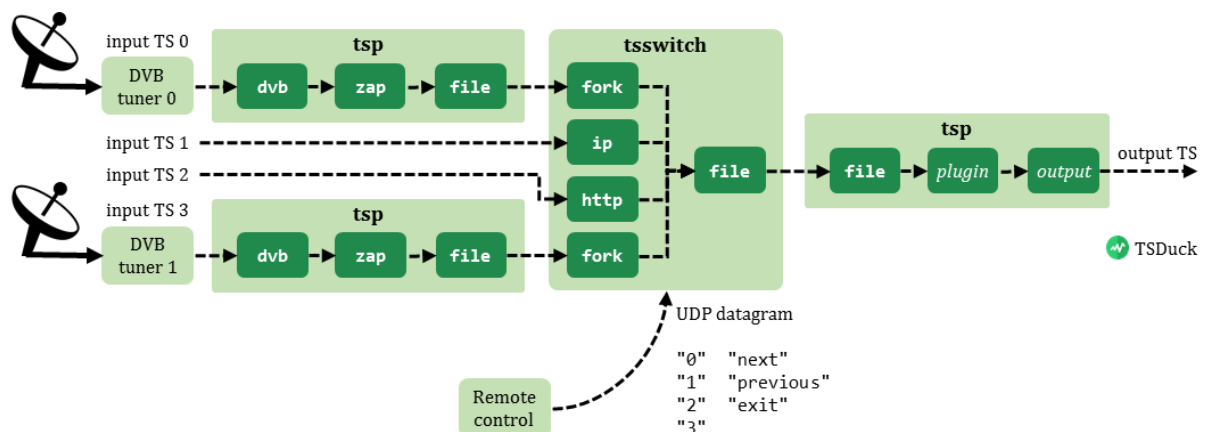 input TS 0
DVB
tuner 0
tsp
dvb
zap
file
tsswitch
fork
input TS 1
ip
input TS 2
http
input TS 3
DVB
tuner 1
tsp
dvb
zap
file
fork
file
tsp
file
plugin
output
output TS
TSDuck
UDP datagram
"0" "next"
"1" "previous"
"2" "exit"
"3"
Remote
control